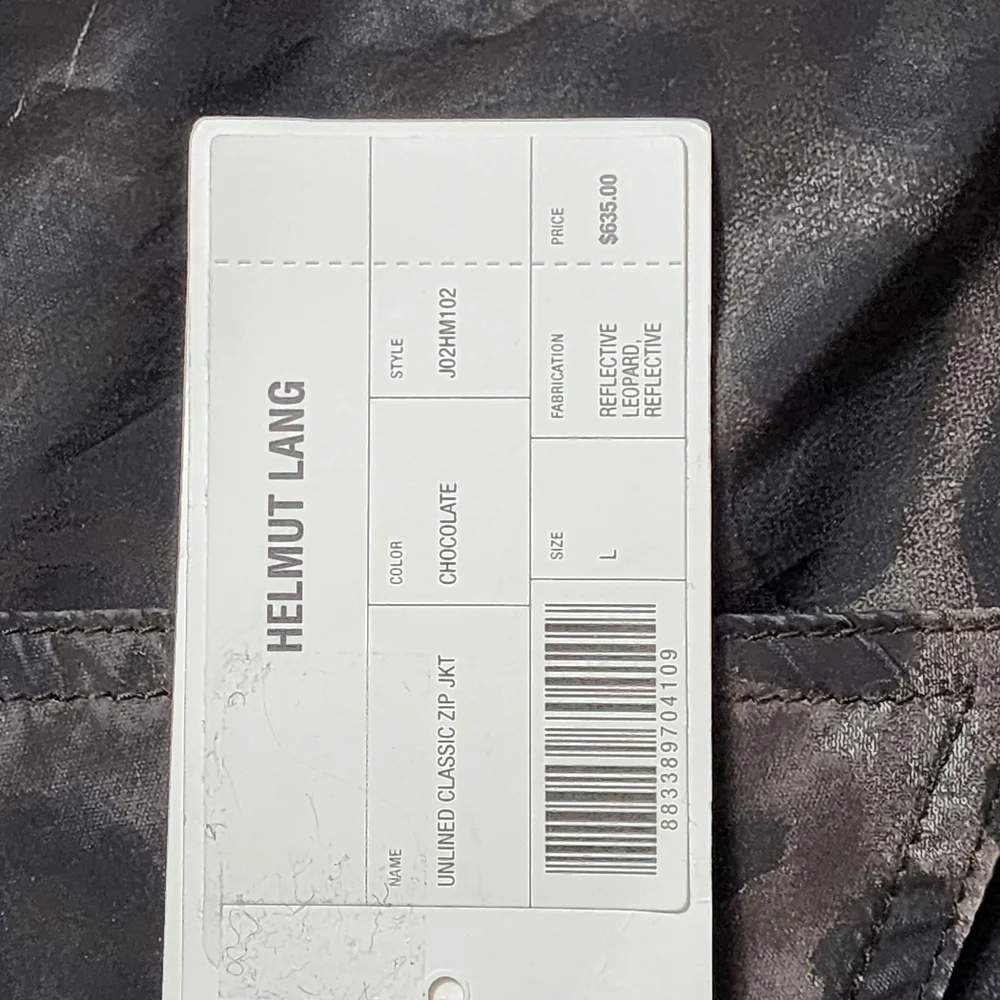 HELMUT LANG
NAME
UNLINED CLASSIC ZIP JKT
COLOR
CHOCOLATE
STYLE
J02HM102
883389704109
SIZE
L
FABRICATION
REFLECTIVE
LEOPARD,
REFLECTIVE
PRICE
$635.00